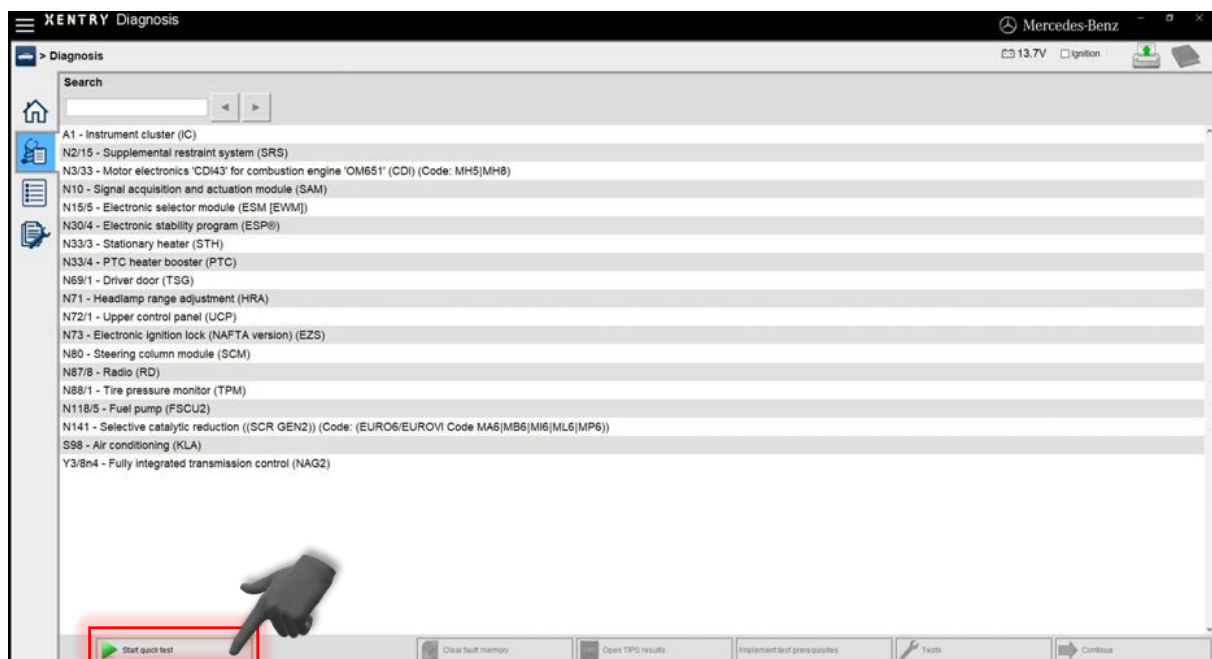 XENTRY Diagnosis
Mercedes-Benz
> Diagnosis
13.7V
Ignition
Search
A1 - Instrument cluster (IC)
N2/15 - Supplemental restraint system (SRS)
N3/33 - Motor electronics 'CDI43' for combustion engine 'OM651' (CDI) (Code: MH5|MH8)
N10 - Signal acquisition and actuation module (SAM)
N15/5 - Electronic selector module (ESM [EWM])
N30/4 - Electronic stability program (ESP®)
N33/3 - Stationary heater (STH)
N33/4 - PTC heater booster (PTC)
N69/1 - Driver door (TSG)
N71 - Headlamp range adjustment (HRA)
N72/1 - Upper control panel (UCP)
N73 - Electronic ignition lock (NAFTA version) (EZS)
N80 - Steering column module (SCM)
N87/8 - Radio (RD)
N88/1 - Tire pressure monitor (TPM)
N118/5 - Fuel pump (FSCU2)
N141 - Selective catalytic reduction ((SCR GEN2)) (Code: (EURO6/EUROVI Code MA6|MB6|MI6|ML6|MP6))
S98 - Air conditioning (KLA)
Y3/8n4 - Fully integrated transmission control (NAG2)
Start quick test
Clear fault memory
Open TIPS results
Implement test prerequisites
Tests
Continue